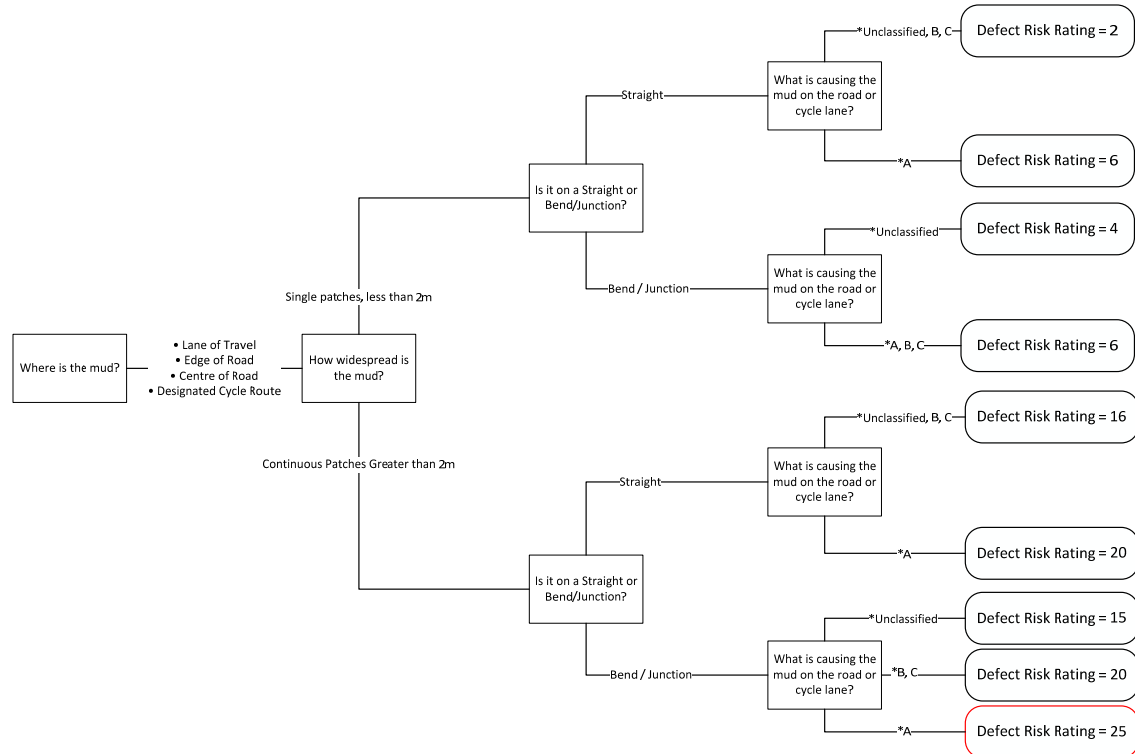 *Unclassified, B, C
Defect Risk Rating = 2
What is causing the
mud on the road or
cycle lane?
Straight
*A
Defect Risk Rating = 6
Is it on a Straight or
Bend/Junction?
*Unclassified
Defect Risk Rating = 4
What is causing the
mud on the road or
cycle lane?
Bend / Junction
*A, B, C
Defect Risk Rating = 6
Single patches, less than 2m
Where is the mud?
• Lane of Travel
• Edge of Road
• Centre of Road
• Designated Cycle Route
How widespread is
the mud?
Continuous Patches Greater than 2m
*Unclassified, B, C
Defect Risk Rating = 16
What is causing the
mud on the road or
cycle lane?
Straight
*A
Defect Risk Rating = 20
Is it on a Straight or
Bend/Junction?
*Unclassified
Defect Risk Rating = 15
What is causing the
mud on the road or
cycle lane?
Bend / Junction
*B, C
Defect Risk Rating = 20
*A
Defect Risk Rating = 25